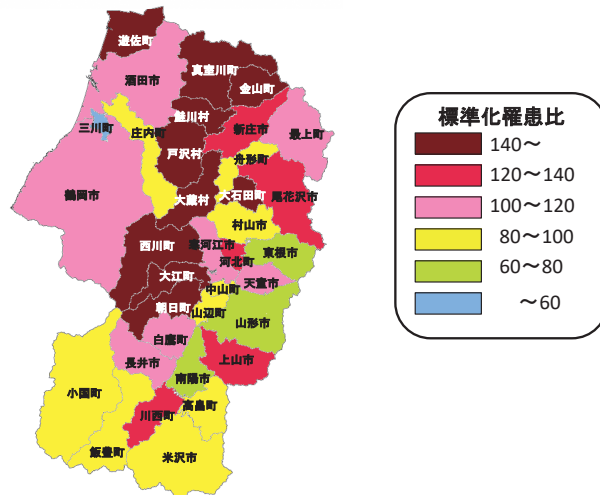 遊佐町
真室川町
酒田市
金山町
鮭川村
三川町
庄内町
新庄市
最上町
戸沢村
舟形町
鶴岡市
大蔵村
大石田町
尾花沢市
村山市
西川町
寒河江市
東根市
河北町
大江町
天童市
中山町
朝日町
山辺町
山形市
白鷹町
長井市
上山市
南陽市
小国町
高畠町
川西町
飯豊町
米沢市
標準化罹患比
140～
120～140
100～120
80～100
60～80
～60